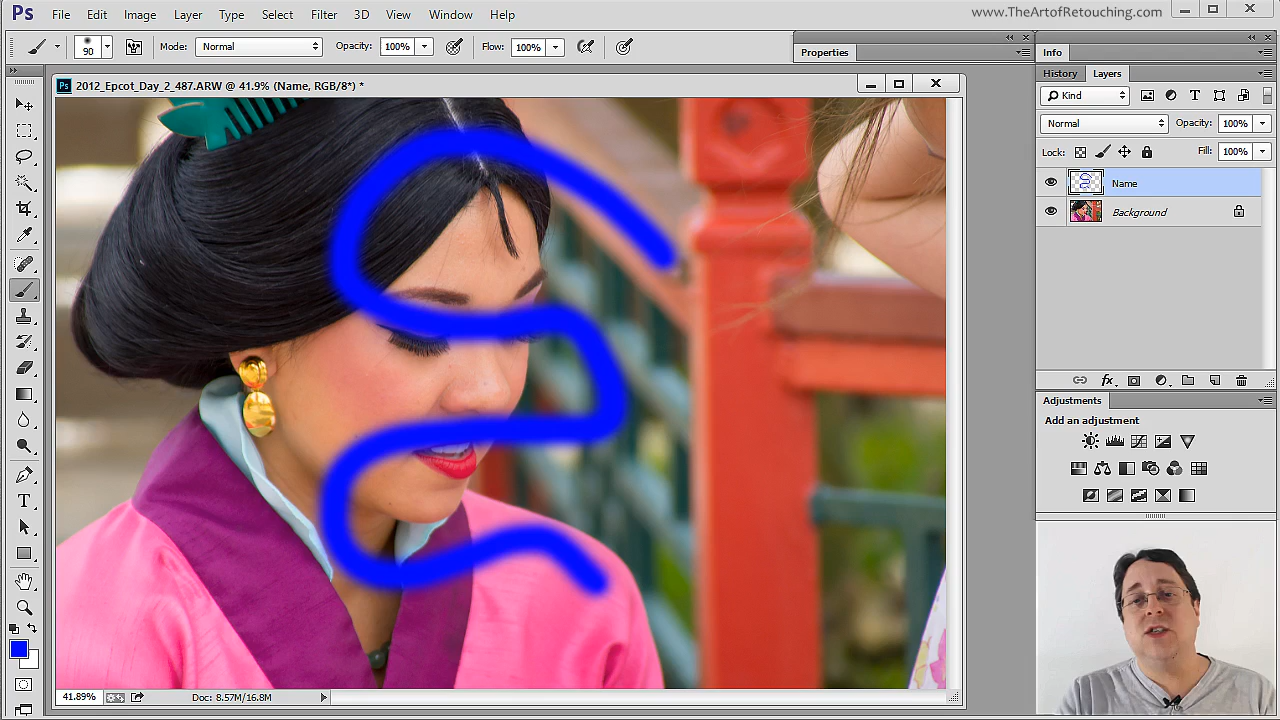 Ps File Edit Image Layer Type Select Filter 3D View Window Help www.TheArtofRetouching.com
90 Mode: Normal Opacity: 100% Flow: 100%
Properties
Info
2012_Epcot_Day_2_487.ARW @ 41.9% (Name, RGB/8*) *
History Layers
Kind
Normal Opacity: 100%
Lock: Fill: 100%
Name
Background
fx
Adjustments
Add an adjustment
41.89% Doc: 8.57M/16.8M